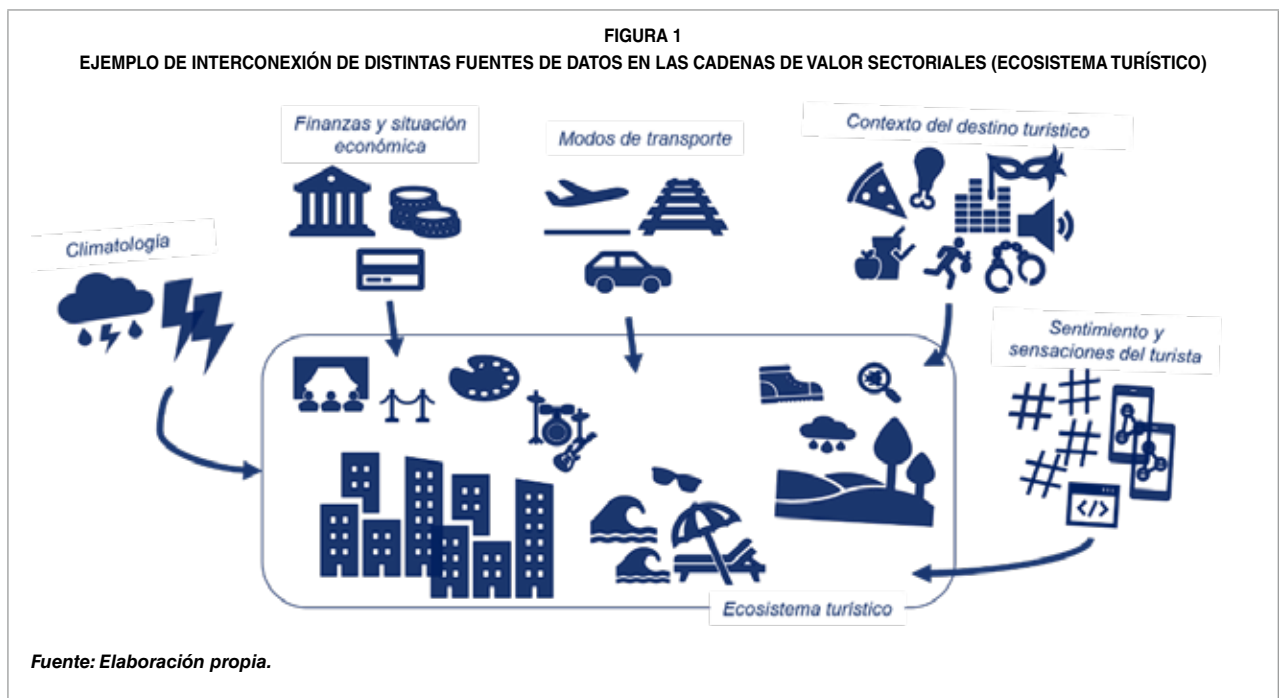 FIGURA 1
EJEMPLO DE INTERCONEXIÓN DE DISTINTAS FUENTES DE DATOS EN LAS CADENAS DE VALOR SECTORIALES (ECOSISTEMA TURÍSTICO)
Climatología
Finanzas y situación
económica
Modos de transporte
Contexto del destino turístico
Sentimiento y
sensaciones del turista
</>
Ecosistema turístico
Fuente: Elaboración propia.